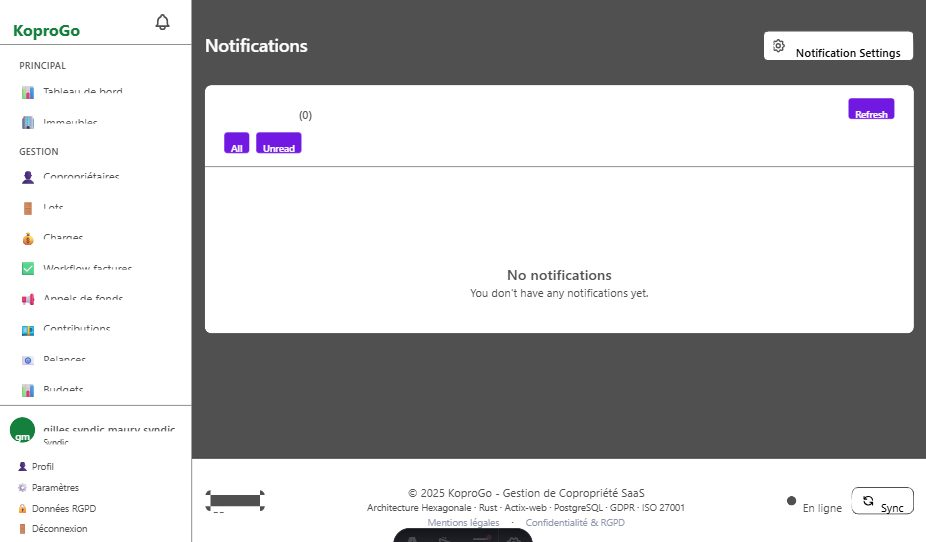 KoproGo
PRINCIPAL
Tableau de bord
Immeubles
GESTION
Copropriétaires
Lots
Charges
Workflow factures
Appels de fonds
Contributions
Relances
Budgets
gilles syndic maury syndic
gm
Syndic
Profil
Paramètres
Données RGPD
Déconnexion
Notifications
Notification Settings
(0)
Refresh
All Unread
No notifications
You don't have any notifications yet.
© 2025 KoproGo - Gestion de Copropriété SaaS
Architecture Hexagonale · Rust · Actix-web · PostgreSQL · GDPR · ISO 27001
Mentions légales · Confidentialité & RGPD
En ligne
Sync